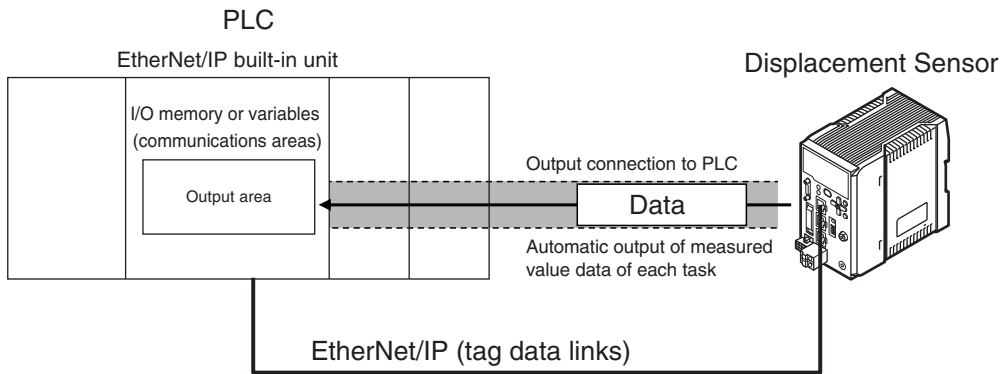 PLC
EtherNet/IP built-in unit
Displacement Sensor
I/O memory or variables
(communications areas)
Output area
Output connection to PLC
Data
Automatic output of measured
value data of each task
EtherNet/IP (tag data links)